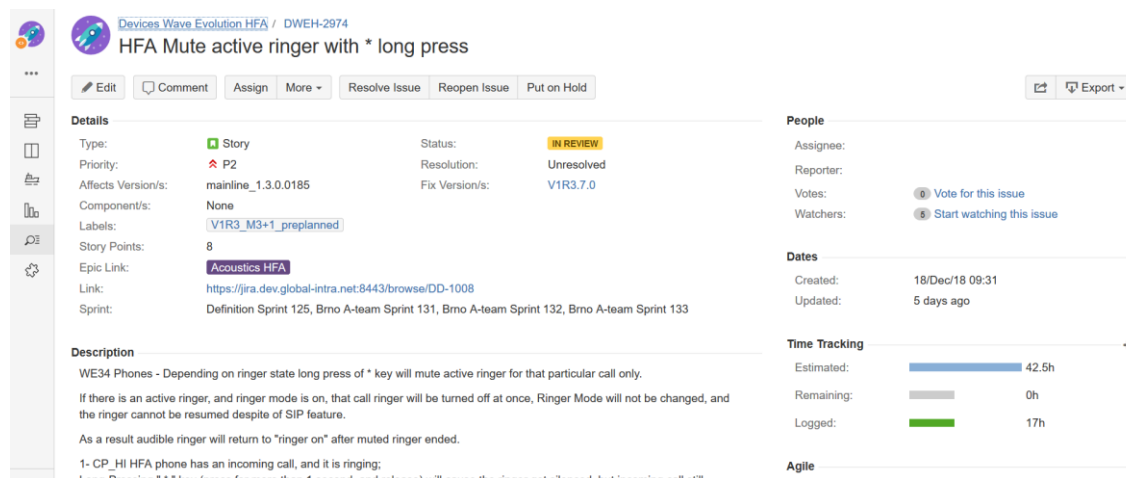 Devices Wave Evolution HFA / DWEH-2974
HFA Mute active ringer with * long press
Edit Comment Assign More Resolve Issue Reopen Issue Put on Hold Export
Details
Type: Story Status: IN REVIEW
Priority: P2 Resolution: Unresolved
Affects Version/s: mainline_1.3.0.0185 Fix Version/s: V1R3.7.0
Component/s: None
Labels: V1R3_M3+1_preplanned
Story Points: 8
Epic Link: Acoustics HFA
Link: https://jira.dev.global-intra.net:8443/browse/DD-1008
Sprint: Definition Sprint 125, Brno A-team Sprint 131, Brno A-team Sprint 132, Brno A-team Sprint 133
Description
WE34 Phones - Depending on ringer state long press of * key will mute active ringer for that particular call only.
If there is an active ringer, and ringer mode is on, that call ringer will be turned off at once, Ringer Mode will not be changed, and
the ringer cannot be resumed despite of SIP feature.
As a result audible ringer will return to "ringer on" after muted ringer ended.
1- CP_HI HFA phone has an incoming call, and it is ringing;
People
Assignee:
Reporter:
Votes: 0 Vote for this issue
Watchers: 5 Start watching this issue
Dates
Created: 18/Dec/18 09:31
Updated: 5 days ago
Time Tracking
Estimated: 42.5h
Remaining: 0h
Logged: 17h
Agile